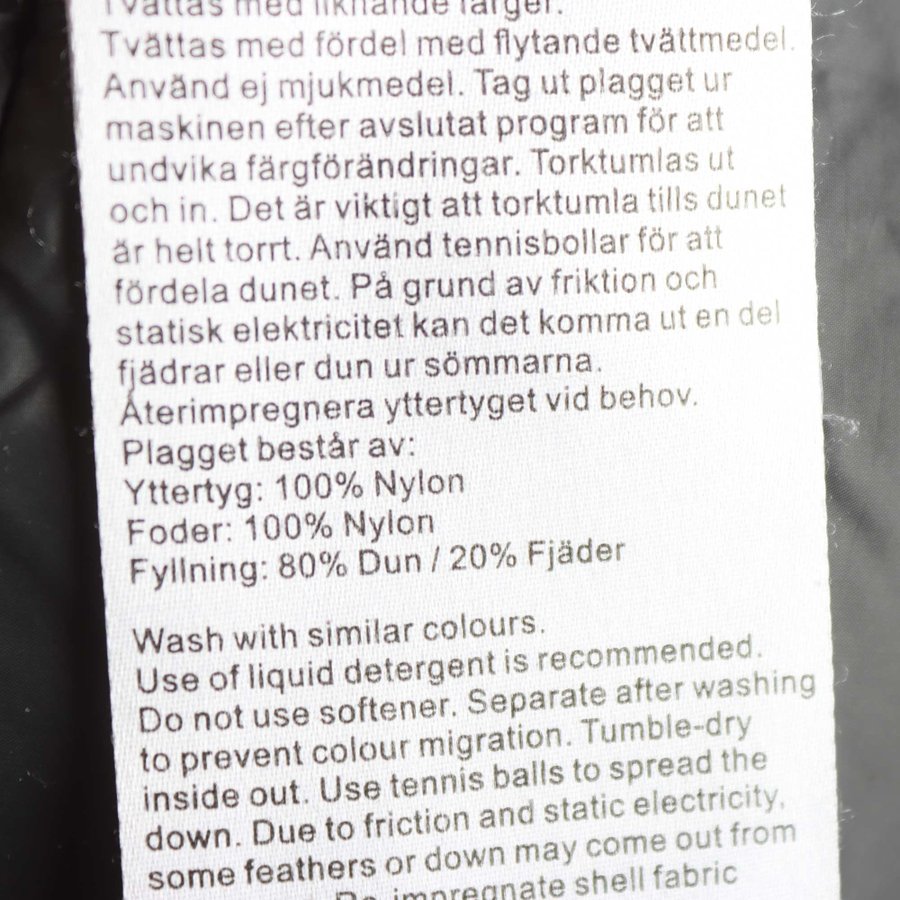 Tvättas med liknande färger.
Tvättas med fördel med flytande tvättmedel.
Använd ej mjukmedel. Tag ut plagget ur
maskinen efter avslutat program för att
undvika färgförändringar. Torktumlas ut
och in. Det är viktigt att torktumla tills dunet
är helt torrt. Använd tennisbollar för att
fördela dunet. På grund av friktion och
statisk elektricitet kan det komma ut en del
fjädrar eller dun ur sömmarna.
Återimpregnera yttertyget vid behov.
Plagget består av:
Yttertyg: 100% Nylon
Foder: 100% Nylon
Fyllning: 80% Dun / 20% Fjäder
Wash with similar colours.
Use of liquid detergent is recommended.
Do not use softener. Separate after washing
to prevent colour migration. Tumble-dry
inside out. Use tennis balls to spread the
down. Due to friction and static electricity,
some feathers or down may come out from
Re-impregnate shell fabric